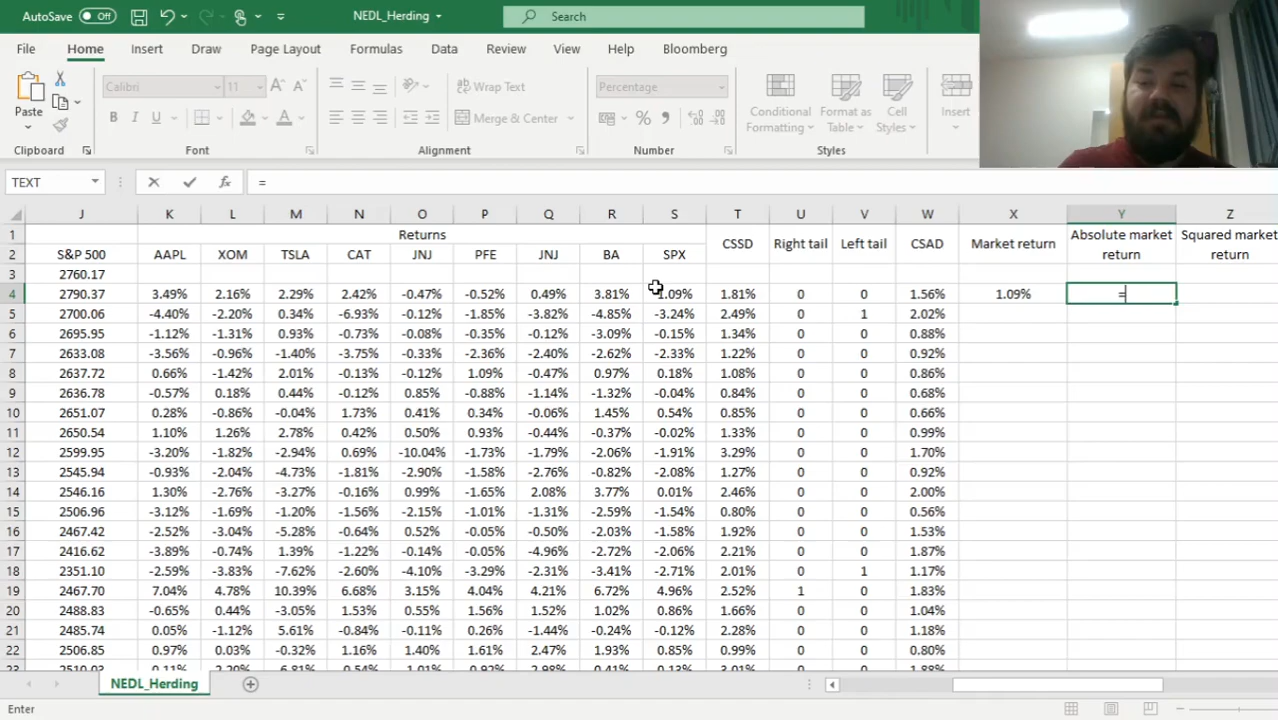 AutoSave Off NEDL_Herding Search
File Home Insert Draw Page Layout Formulas Data Review View Help Bloomberg
Paste Calibri 11 Wrap Text Percentage Conditional Formatting Format as Table Cell Styles Insert
B I U Merge & Center
Clipboard Font Alignment Number Styles
TEXT fx =
J K L M N O P Q R S T U V W X Y Z
1 Returns CSSD Right tail Left tail CSAD Market return Absolute market return Squared market return
2 S&P 500 AAPL XOM TSLA CAT JNJ PFE JNJ BA SPX
3 2760.17
4 2790.37 3.49% 2.16% 2.29% 2.42% -0.47% -0.52% 0.49% 3.81% 1.09% 1.81% 0 0 1.56% 1.09% =
5 2700.06 -4.40% -2.20% 0.34% -6.93% -0.12% -1.85% -3.82% -4.85% -3.24% 2.49% 0 1 2.02%
6 2695.95 -1.12% -1.31% 0.93% -0.73% -0.08% -0.35% -0.12% -3.09% -0.15% 1.34% 0 0 0.88%
7 2633.08 -3.56% -0.96% -1.40% -3.75% -0.33% -2.36% -2.40% -2.62% -2.33% 1.22% 0 0 0.92%
8 2637.72 0.66% -1.42% 2.01% -0.13% -0.12% 1.09% -0.47% 0.97% 0.18% 1.08% 0 0 0.86%
9 2636.78 -0.57% 0.18% 0.44% -0.12% 0.85% -0.88% -1.14% -1.32% -0.04% 0.84% 0 0 0.68%
10 2651.07 0.28% -0.86% -0.04% 1.73% 0.41% 0.34% -0.06% 1.45% 0.54% 0.85% 0 0 0.66%
11 2650.54 1.10% 1.26% 2.78% 0.42% 0.50% 0.93% -0.44% -0.37% -0.02% 1.33% 0 0 0.99%
12 2599.95 -3.20% -1.82% -2.94% 0.69% -10.04% -1.73% -1.79% -2.06% -1.91% 3.29% 0 0 1.70%
13 2545.94 -0.93% -2.04% -4.73% -1.81% -2.90% -1.58% -2.76% -0.82% -2.08% 1.27% 0 0 0.92%
14 2546.16 1.30% -2.76% -3.27% -0.16% 0.99% -1.65% 2.08% 3.77% 0.01% 2.46% 0 0 2.00%
15 2506.96 -3.12% -1.69% -1.20% -1.56% -2.15% -1.01% -1.31% -2.59% -1.54% 0.80% 0 0 0.56%
16 2467.42 -2.52% -3.04% -5.28% -0.64% 0.52% -0.05% -0.50% -2.03% -1.58% 1.92% 0 0 1.53%
17 2416.62 -3.89% -0.74% 1.39% -1.22% -0.14% -0.05% -4.96% -2.72% -2.06% 2.21% 0 0 1.87%
18 2351.10 -2.59% -3.83% -7.62% -2.60% -4.10% -3.29% -2.31% -3.41% -2.71% 2.01% 0 1 1.17%
19 2467.70 7.04% 4.78% 10.39% 6.68% 3.15% 4.04% 4.21% 6.72% 4.96% 2.52% 1 0 1.83%
20 2488.83 -0.65% 0.44% -3.05% 1.53% 0.55% 1.56% 1.52% 1.02% 0.86% 1.66% 0 0 1.04%
21 2485.74 0.05% -1.12% 5.61% -0.84% -0.11% 0.26% -1.44% -0.24% -0.12% 2.28% 0 0 1.18%
22 2506.85 0.97% 0.03% -0.32% 1.16% 1.40% 1.61% 2.47% 1.93% 0.85% 0.99% 0 0 0.80%
23 2510.03 0.11% 2.20% -6.81% 0.54% 1.01% 0.92% 2.98% 0.41% 0.13% 3.01% 0 0 1.88%
NEDL_Herding
Enter